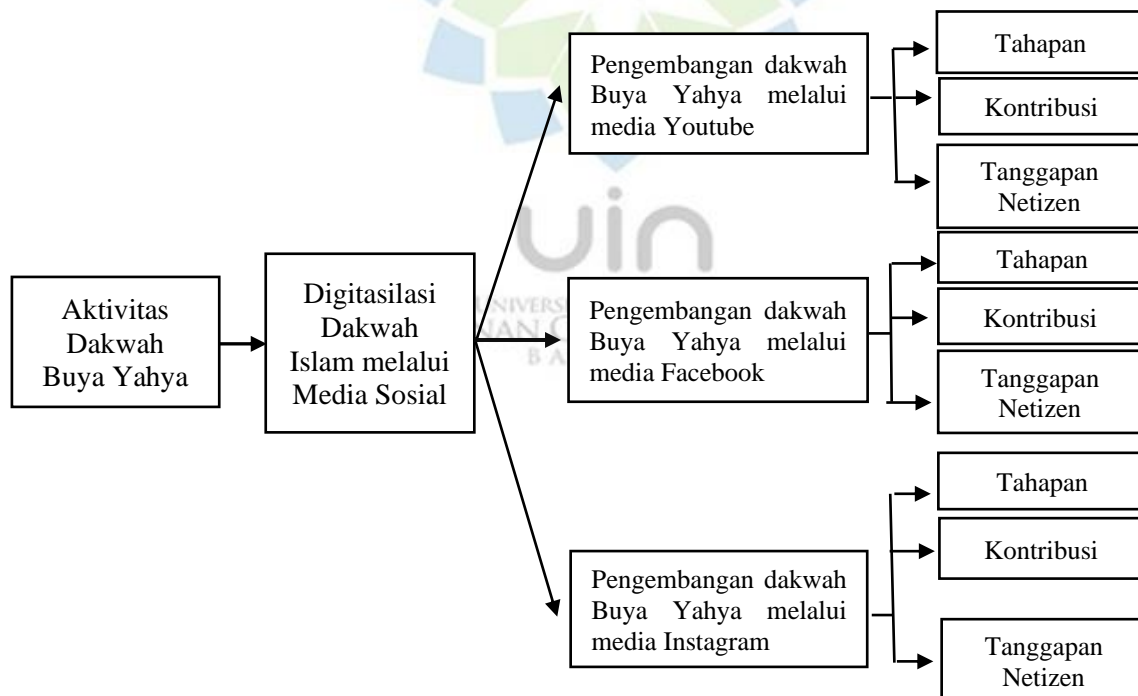 Aktivitas
Dakwah
Buya Yahya
Digitasilasi
Dakwah
Islam melalui
Media Sosial
Pengembangan dakwah
Buya Yahya melalui
media Youtube
Tahapan
Kontribusi
Tanggapan
Netizen
uin
Pengembangan dakwah
Buya Yahya melalui
media Facebook
Tahapan
Kontribusi
Tanggapan
Netizen
Pengembangan dakwah
Buya Yahya melalui
media Instagram
Tahapan
Kontribusi
Tanggapan
Netizen